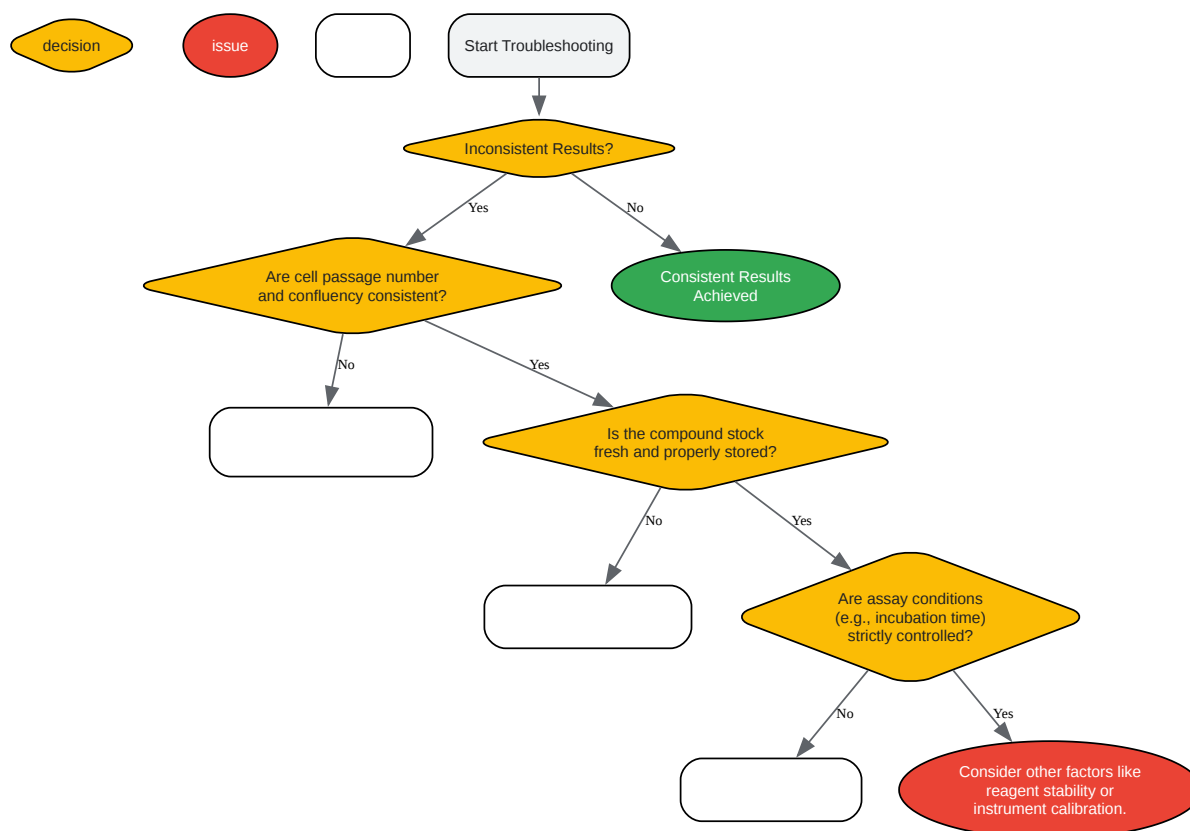 decision
issue
Start Troubleshooting
Inconsistent Results?
Yes
No
Are cell passage number
and confluency consistent?
Consistent Results
Achieved
No
Yes
Is the compound stock
fresh and properly stored?
No
Yes
Are assay conditions
(e.g., incubation time)
strictly controlled?
No
Yes
Consider other factors like
reagent stability or
instrument calibration.